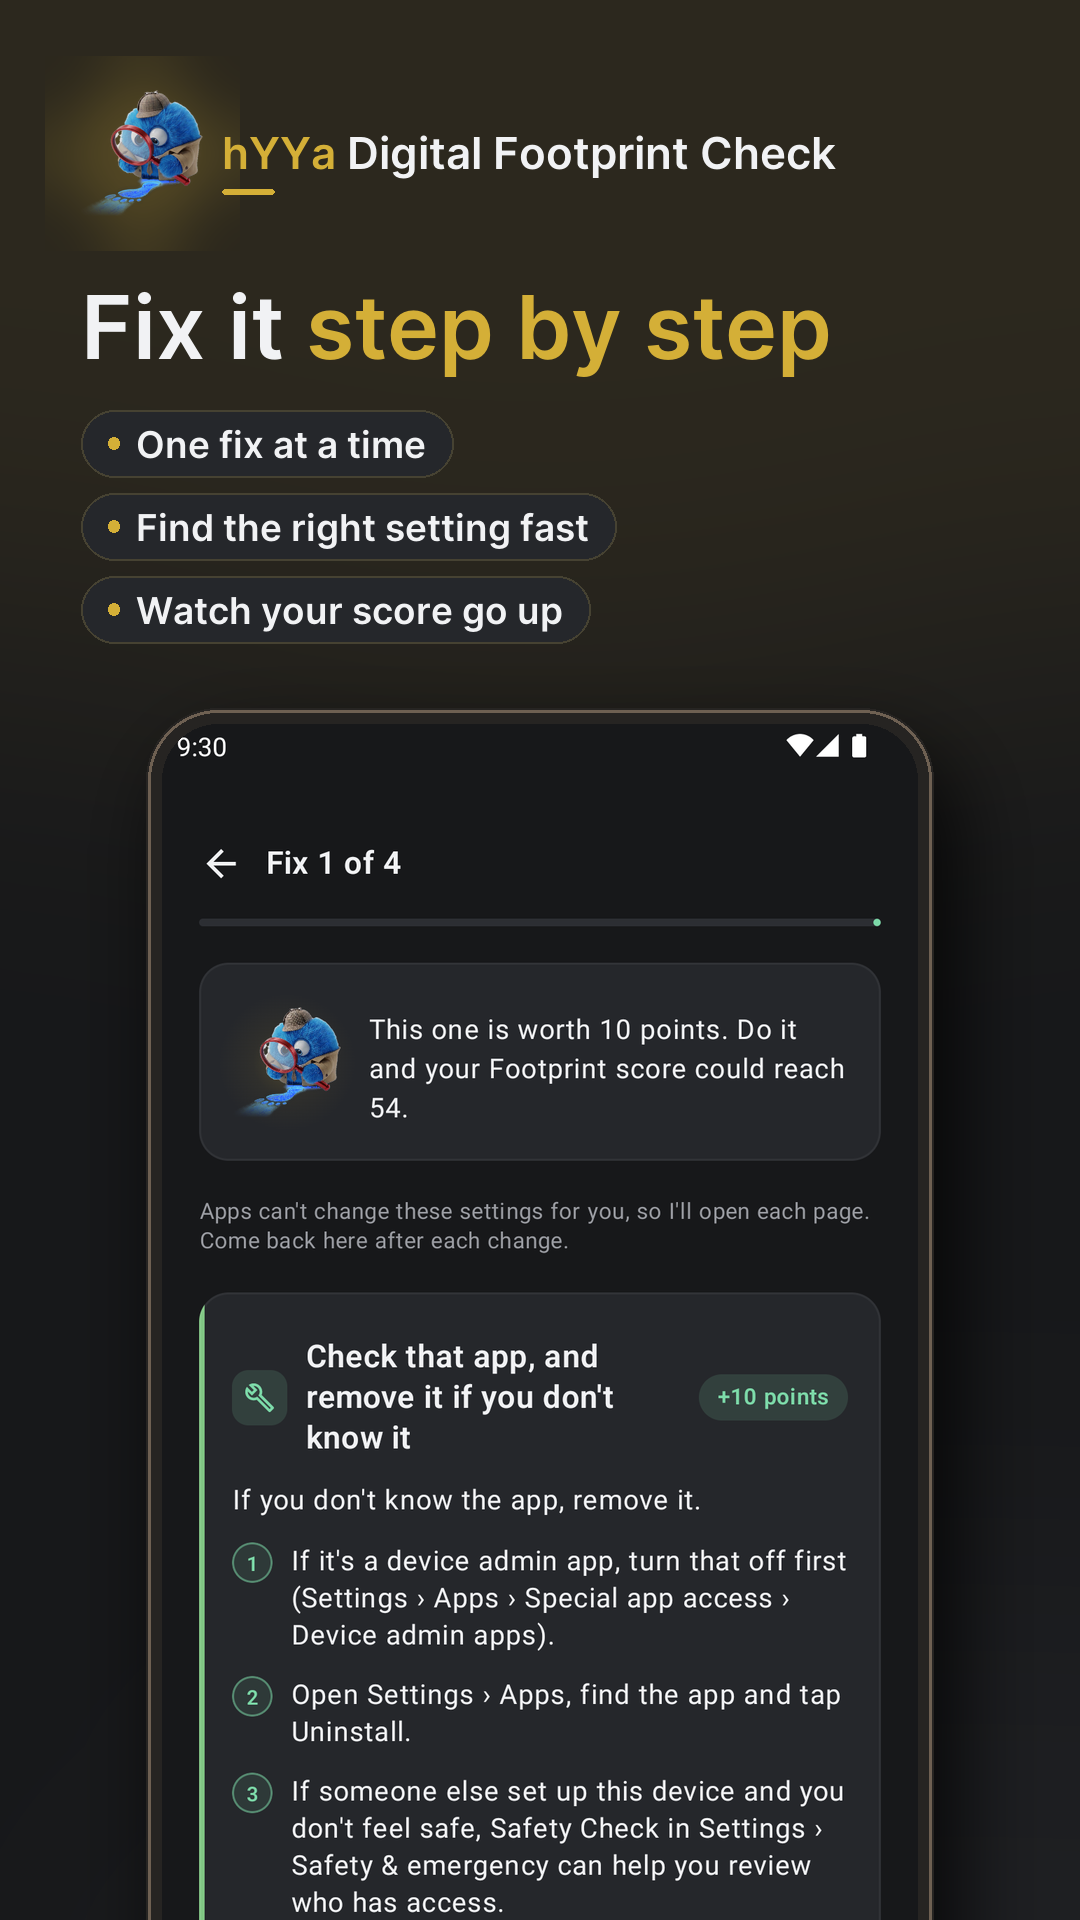 hYYa Digital Footprint Check
Fix it step by step
One fix at a time
Find the right setting fast
Watch your score go up
9:30
Fix 1 of 4
This one is worth 10 points. Do it
and your Footprint score could reach
54.
Apps can't change these settings for you, so I'll open each page.
Come back here after each change.
Check that app, and
remove it if you don't
know it
+10 points
If you don't know the app, remove it.
1 If it's a device admin app, turn that off first
(Settings › Apps › Special app access ›
Device admin apps).
2 Open Settings › Apps, find the app and tap
Uninstall.
3 If someone else set up this device and you
don't feel safe, Safety Check in Settings ›
Safety & emergency can help you review
who has access.